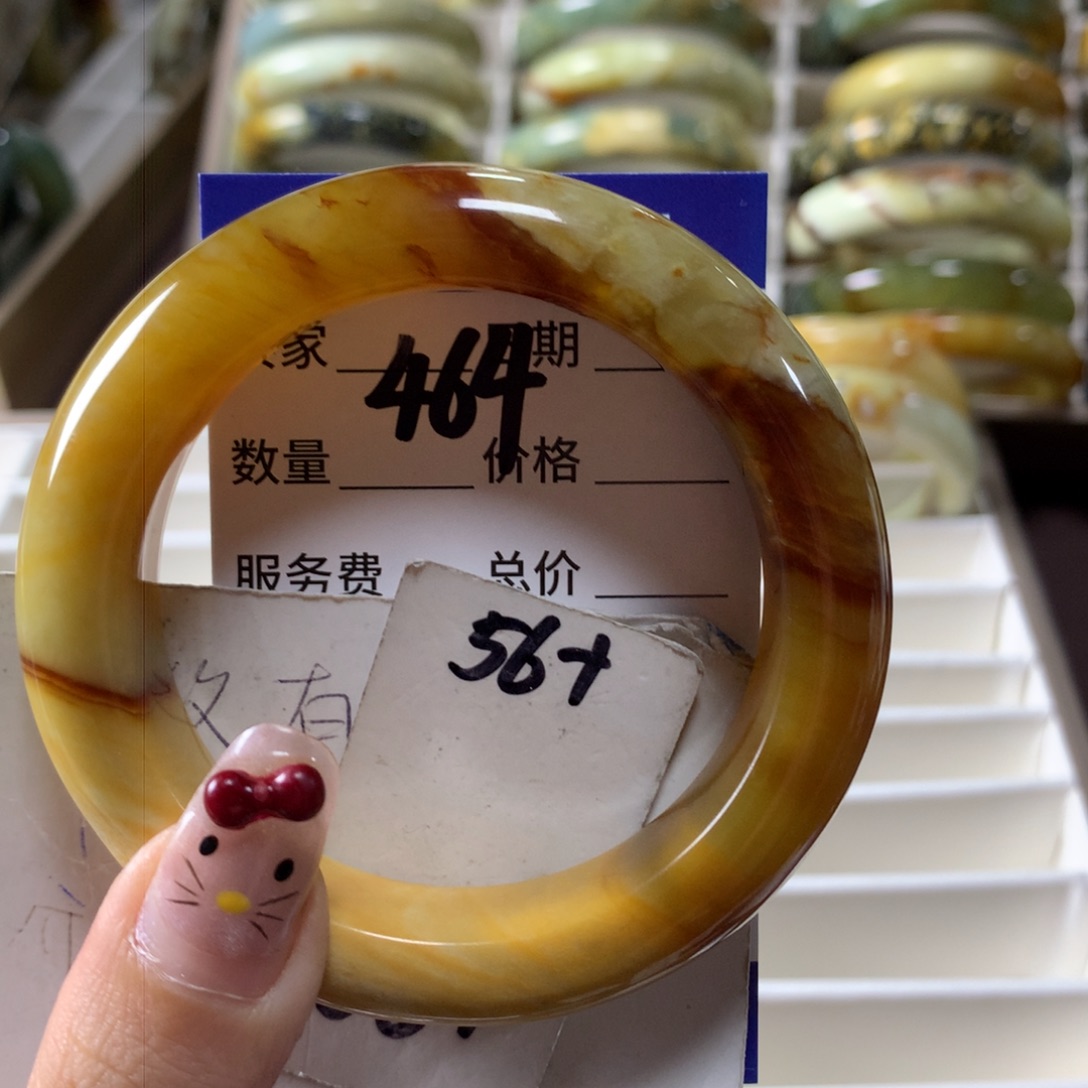 家 464 期
数量 价格
服务费 总价
56+
有